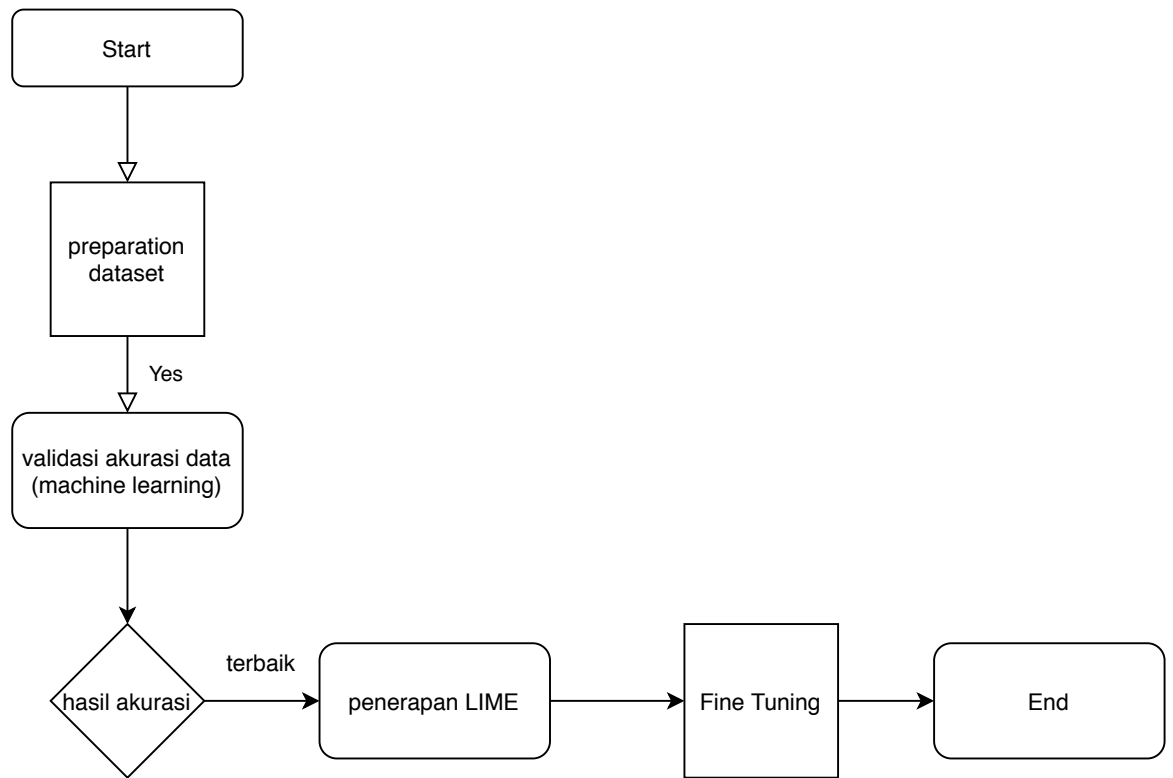 Start
preparation
dataset
Yes
validasi akurasi data
(machine learning)
hasil akurasi
terbaik
penerapan LIME
Fine Tuning
End